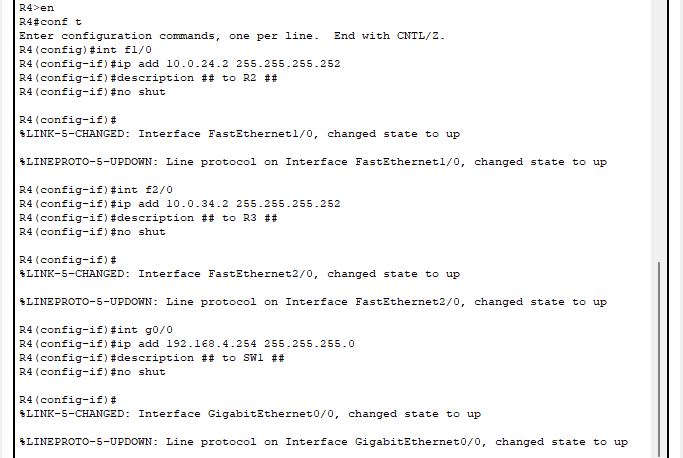 R4>en
R4#conf t
Enter configuration commands, one per line.  End with CNTL/Z.
R4(config)#int f1/0
R4(config-if)#ip add 10.0.24.2 255.255.255.252
R4(config-if)#description ## to R2 ##
R4(config-if)#no shut
R4(config-if)#
%LINK-5-CHANGED: Interface FastEthernet1/0, changed state to up
%LINEPROTO-5-UPDOWN: Line protocol on Interface FastEthernet1/0, changed state to up
R4(config-if)#int f2/0
R4(config-if)#ip add 10.0.34.2 255.255.255.252
R4(config-if)#description ## to R3 ##
R4(config-if)#no shut
R4(config-if)#
%LINK-5-CHANGED: Interface FastEthernet2/0, changed state to up
%LINEPROTO-5-UPDOWN: Line protocol on Interface FastEthernet2/0, changed state to up
R4(config-if)#int g0/0
R4(config-if)#ip add 192.168.4.254 255.255.255.0
R4(config-if)#description ## to SW1 ##
R4(config-if)#no shut
R4(config-if)#
%LINK-5-CHANGED: Interface GigabitEthernet0/0, changed state to up
%LINEPROTO-5-UPDOWN: Line protocol on Interface GigabitEthernet0/0, changed state to up